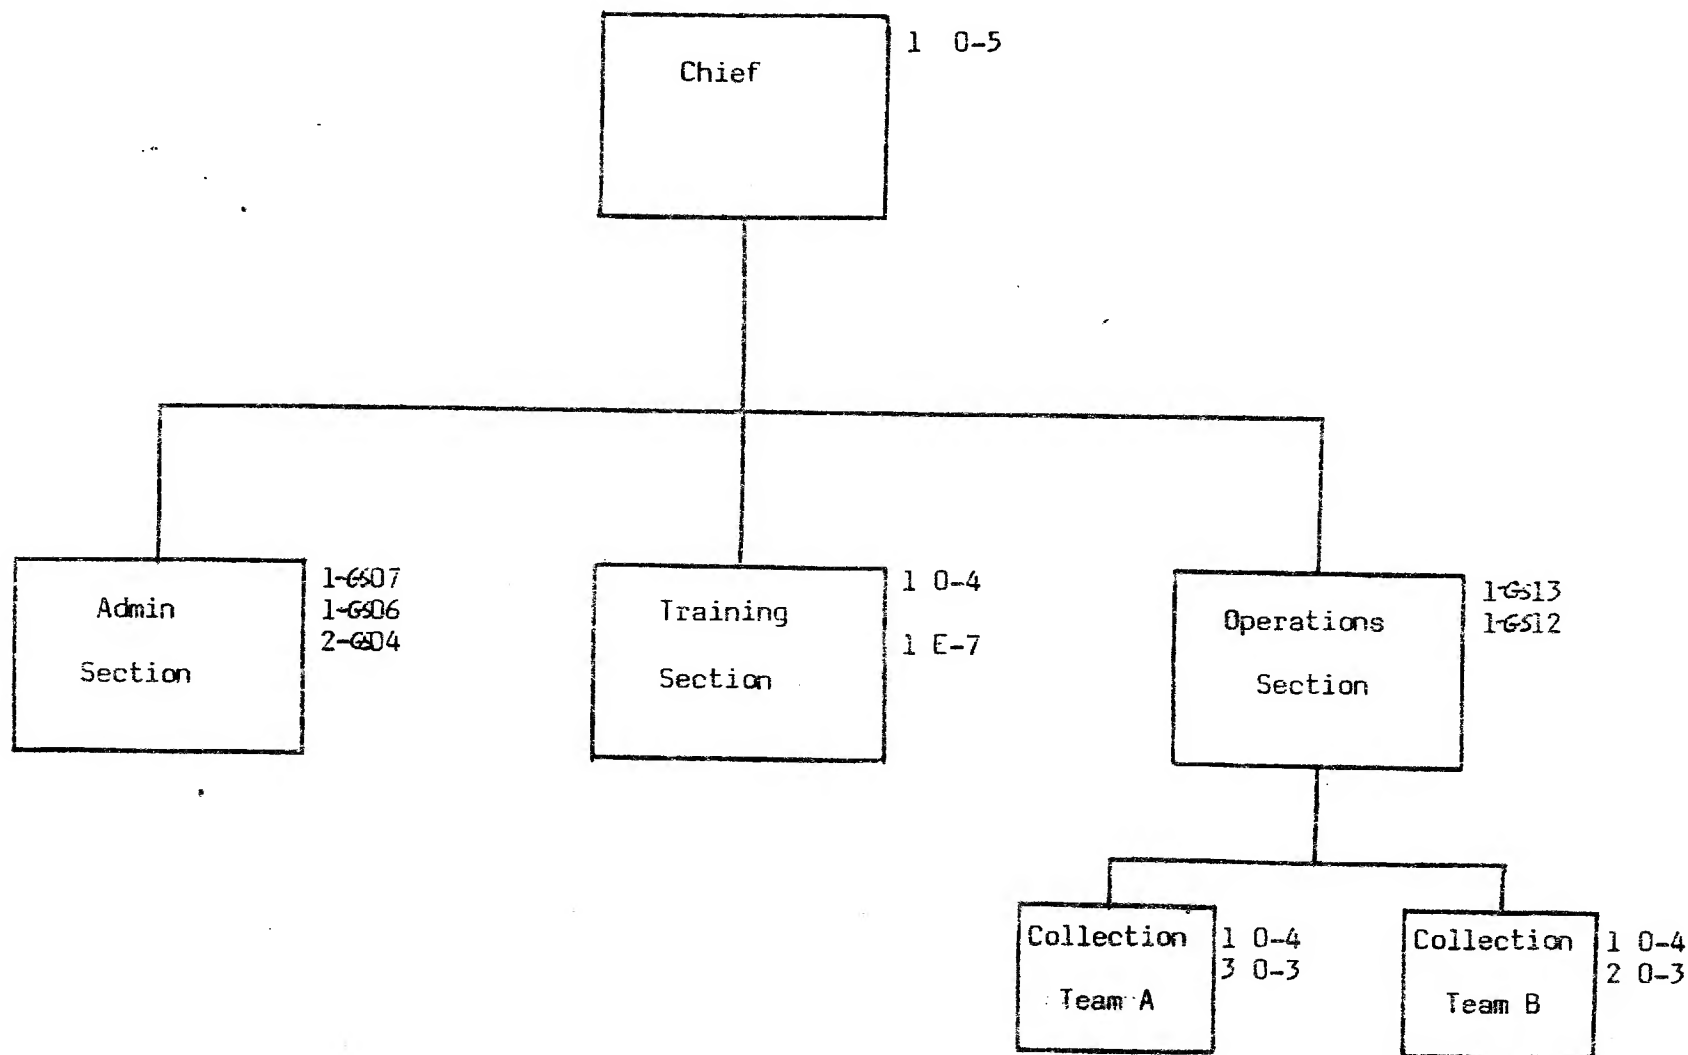 Chief
1 O-5
Admin
Section
1-GS07
1-GS06
2-GS04
Training
Section
1 O-4
1 E-7
Operations
Section
1-GS13
1-GS12
Collection
Team A
1 O-4
3 O-3
Collection
Team B
1 O-4
2 O-3